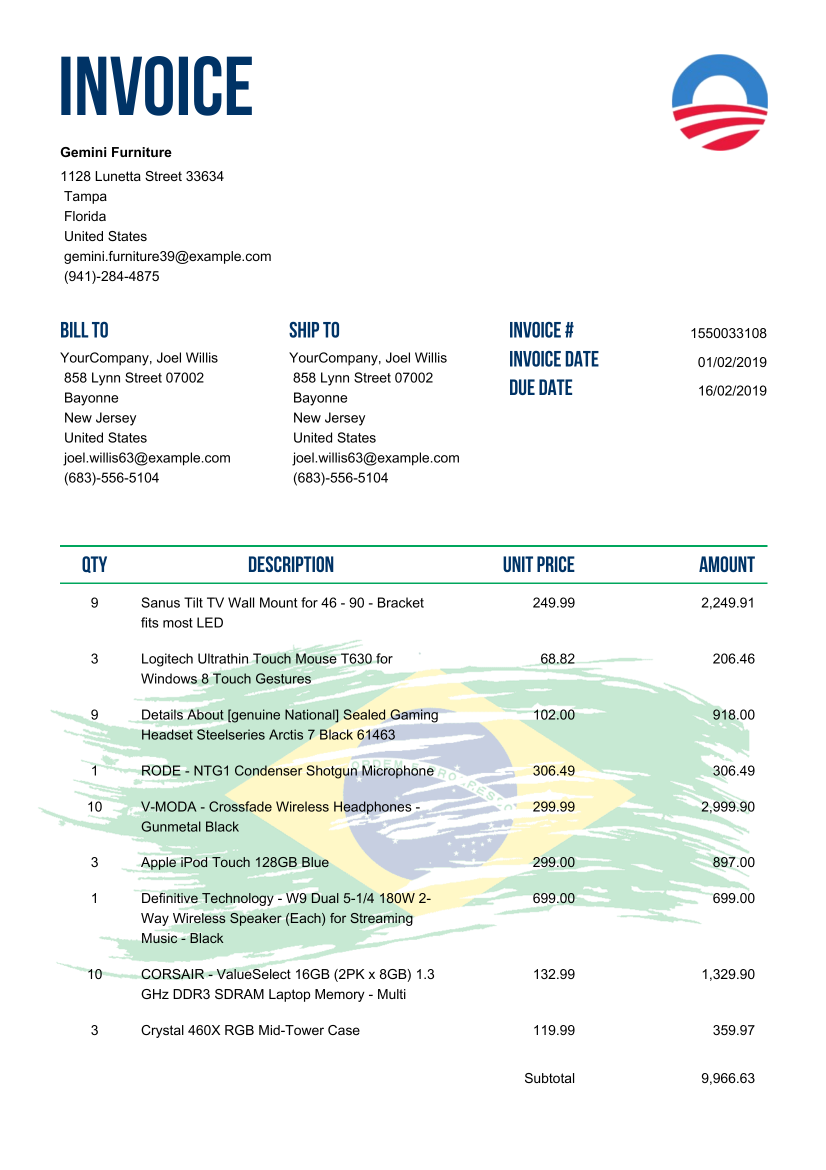 INVOICE
Gemini Furniture
1128 Lunetta Street 33634
Tampa
Florida
United States
gemini.furniture39@example.com
(941)-284-4875
BILL TO
YourCompany, Joel Willis
858 Lynn Street 07002
Bayonne
New Jersey
United States
joel.willis63@example.com
(683)-556-5104
SHIP TO
YourCompany, Joel Willis
858 Lynn Street 07002
Bayonne
New Jersey
United States
joel.willis63@example.com
(683)-556-5104
INVOICE # 1550033108
INVOICE DATE 01/02/2019
DUE DATE 16/02/2019
QTY DESCRIPTION UNIT PRICE AMOUNT
9 Sanus Tilt TV Wall Mount for 46 - 90 - Bracket 249.99 2,249.91
fits most LED
3 Logitech Ultrathin Touch Mouse T630 for 68.82 206.46
Windows 8 Touch Gestures
9 Details About [genuine National] Sealed Gaming 102.00 918.00
Headset Steelseries Arctis 7 Black 61463
1 RODE - NTG1 Condenser Shotgun Microphone 306.49 306.49
10 V-MODA - Crossfade Wireless Headphones - 299.99 2,999.90
Gunmetal Black
3 Apple iPod Touch 128GB Blue 299.00 897.00
1 Definitive Technology - W9 Dual 5-1/4 180W 2- 699.00 699.00
Way Wireless Speaker (Each) for Streaming
Music - Black
10 CORSAIR - ValueSelect 16GB (2PK x 8GB) 1.3 132.99 1,329.90
GHz DDR3 SDRAM Laptop Memory - Multi
3 Crystal 460X RGB Mid-Tower Case 119.99 359.97
Subtotal 9,966.63